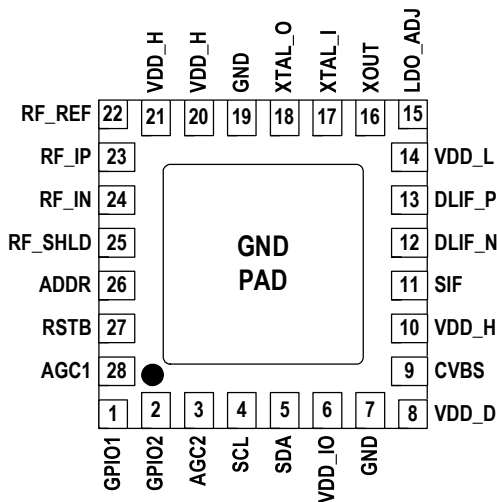 VDD_H
VDD_H
GND
XTAL_O
XTAL_I
XOUT
LDO_ADJ
RF_REF 22 21 20 19 18 17 16 15
RF_IP 23 14 VDD_L
RF_IN 24 13 DLIF_P
RF_SHLD 25 12 DLIF_N
GND
PAD
ADDR 26 11 SIF
RSTB 27 10 VDD_H
AGC1 28 9 CVBS
1 2 3 4 5 6 7 8 VDD_D
GPIO1
GPIO2
AGC2
SCL
SDA
VDD_IO
GND